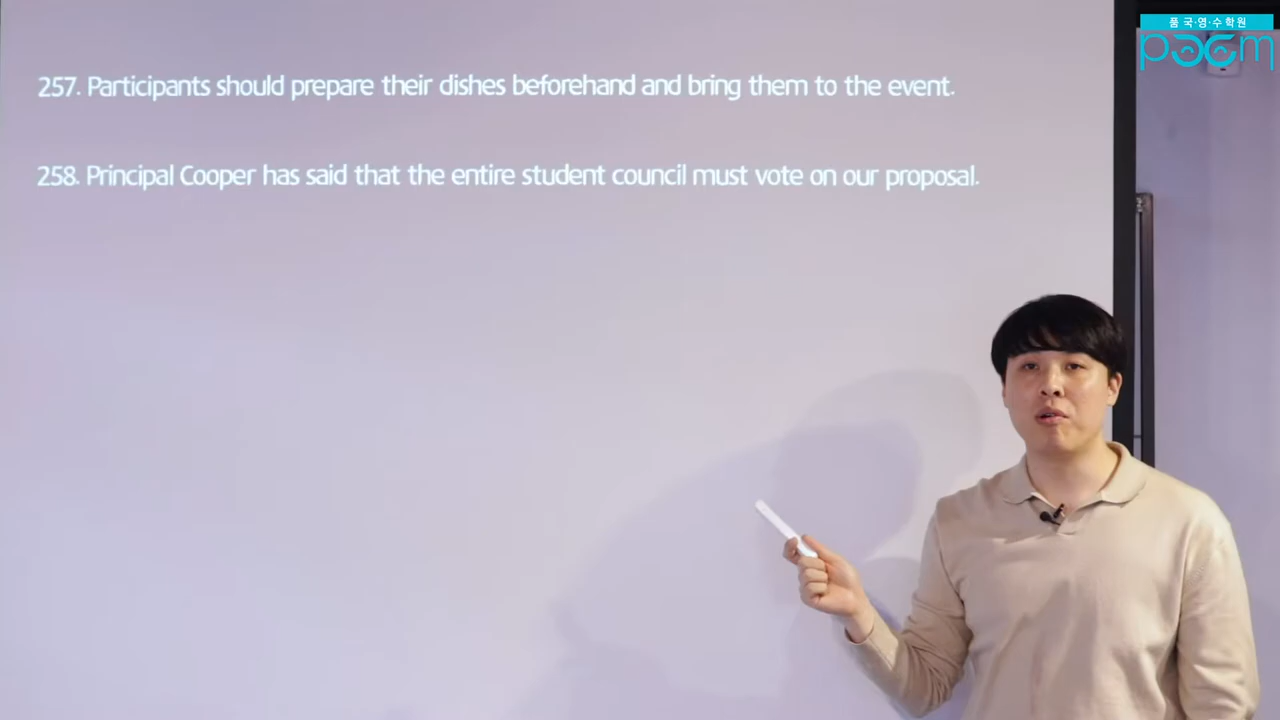 품 국·영·수 학원
poem
257. Participants should prepare their dishes beforehand and bring them to the event.
258. Principal Cooper has said that the entire student council must vote on our proposal.